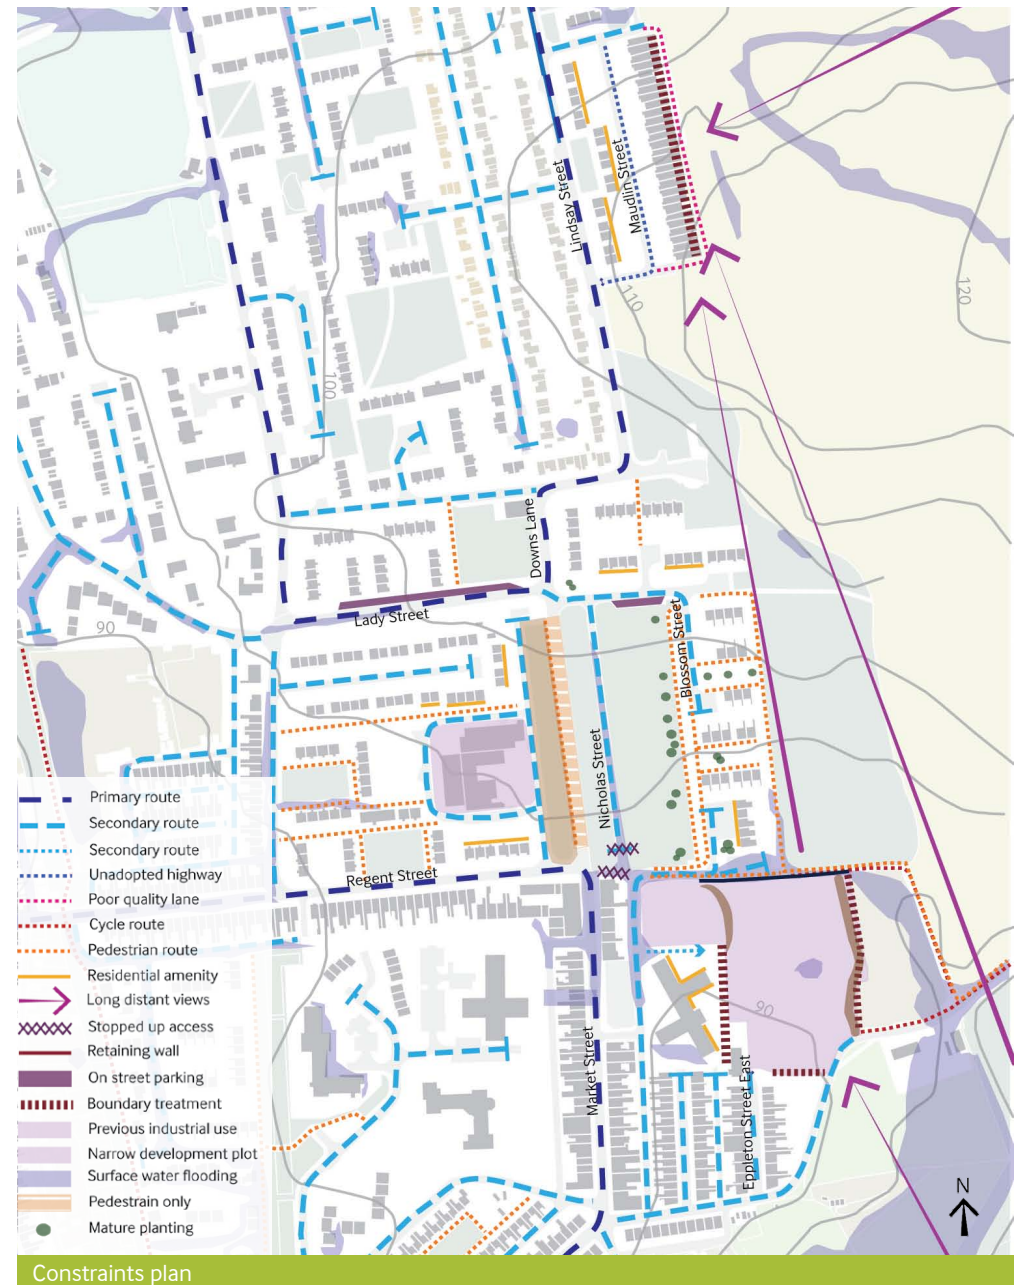 Lindsay Street
Maudlin Street
110
120
100
Downs Lane
Lady Street
Blossom Street
90
Nicholas Street
Regent Street
90
Market Street
Eppleton Street East
Primary route
Secondary route
Secondary route
Unadopted highway
Poor quality lane
Cycle route
Pedestrian route
Residential amenity
Long distant views
Stopped up access
Retaining wall
On street parking
Boundary treatment
Previous industrial use
Narrow development plot
Surface water flooding
Pedestrain only
Mature planting
N
Constraints plan